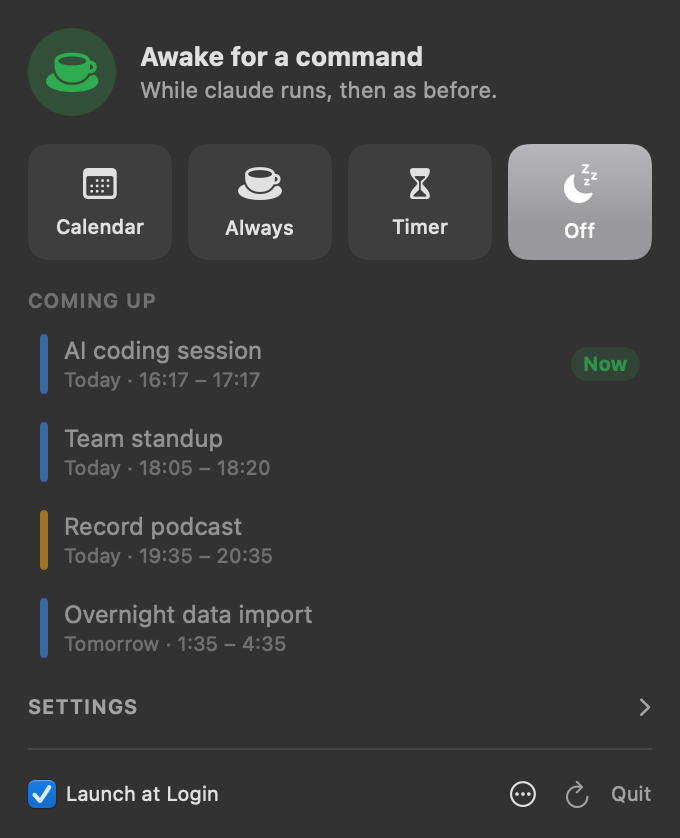 Awake for a command
While claude runs, then as before.
Calendar
Always
Timer
zzz
Off
COMING UP
AI coding session
Today · 16:17 – 17:17
Now
Team standup
Today · 18:05 – 18:20
Record podcast
Today · 19:35 – 20:35
Overnight data import
Tomorrow · 1:35 – 4:35
SETTINGS
Launch at Login
Quit